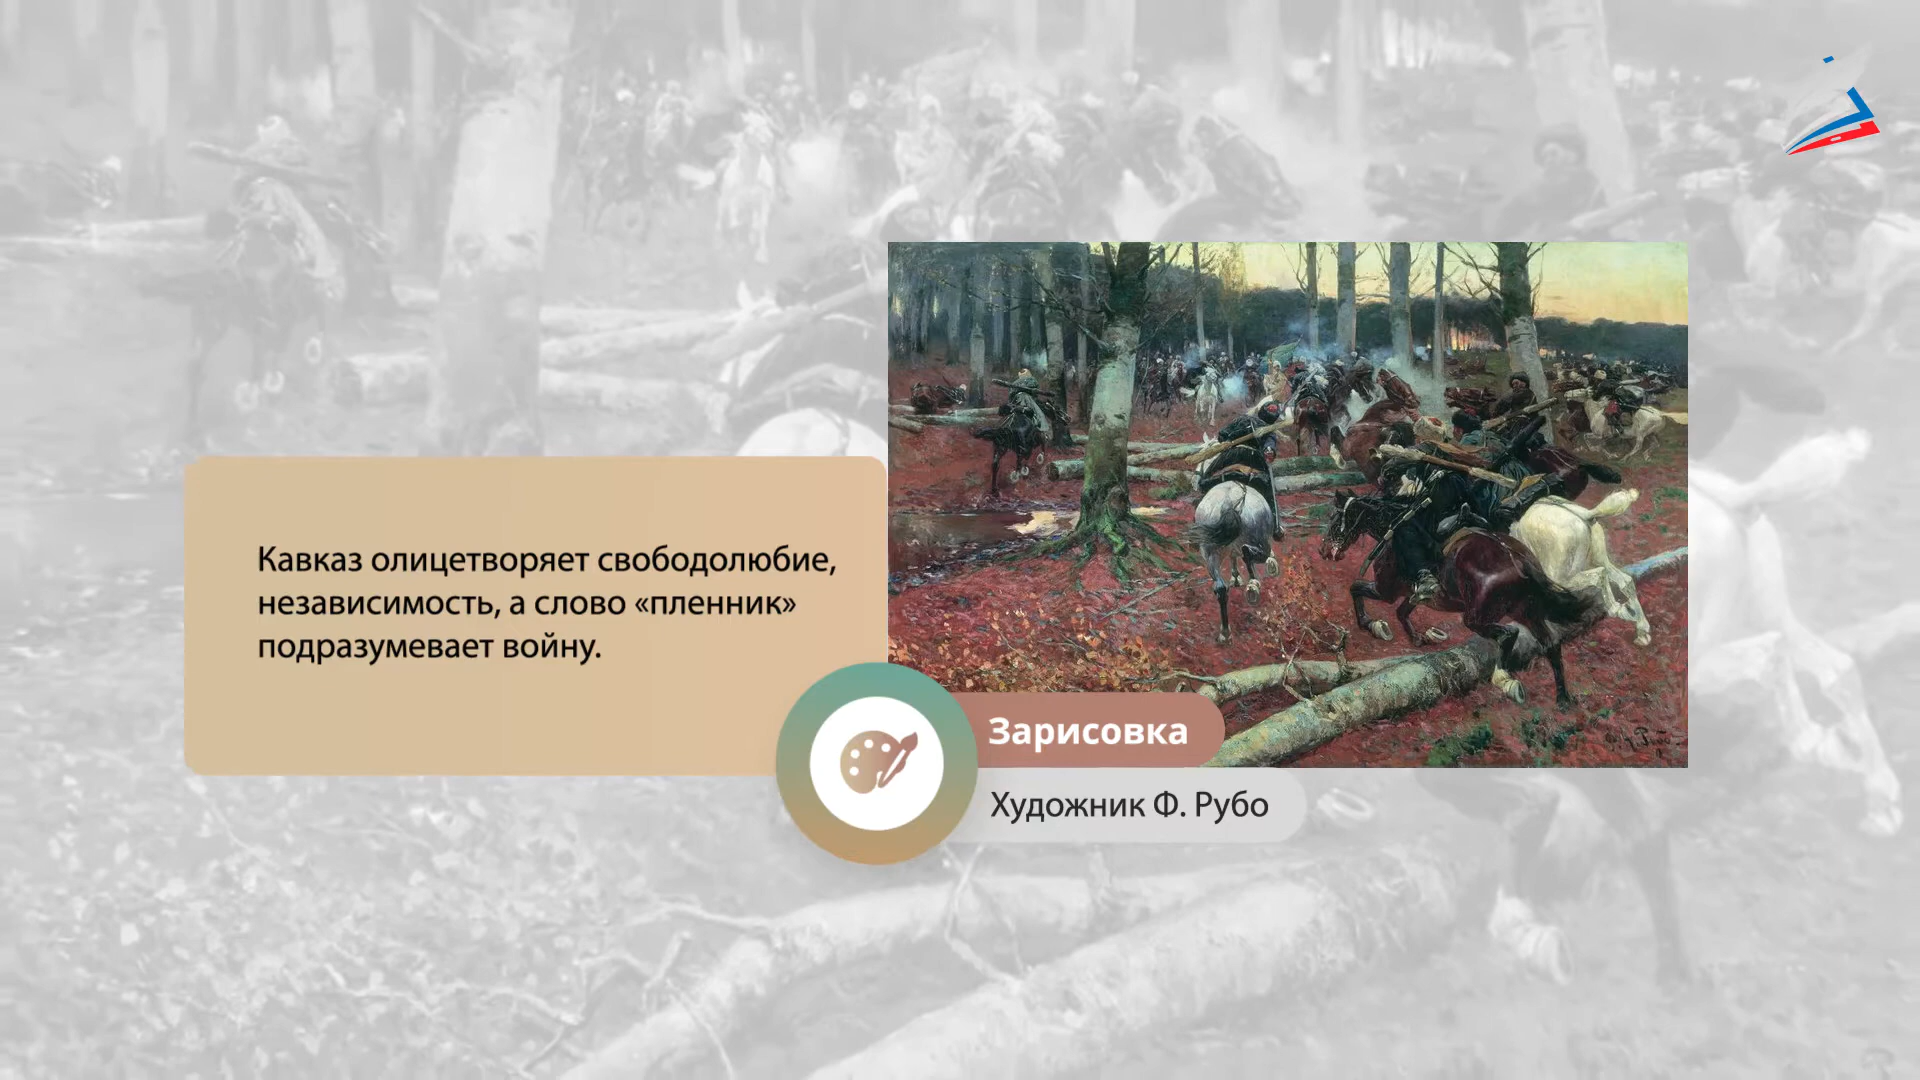 Кавказ олицетворяет свободолюбие,
независимость, а слово «пленник»
подразумевает войну.
Зарисовка
Художник Ф. Рубо